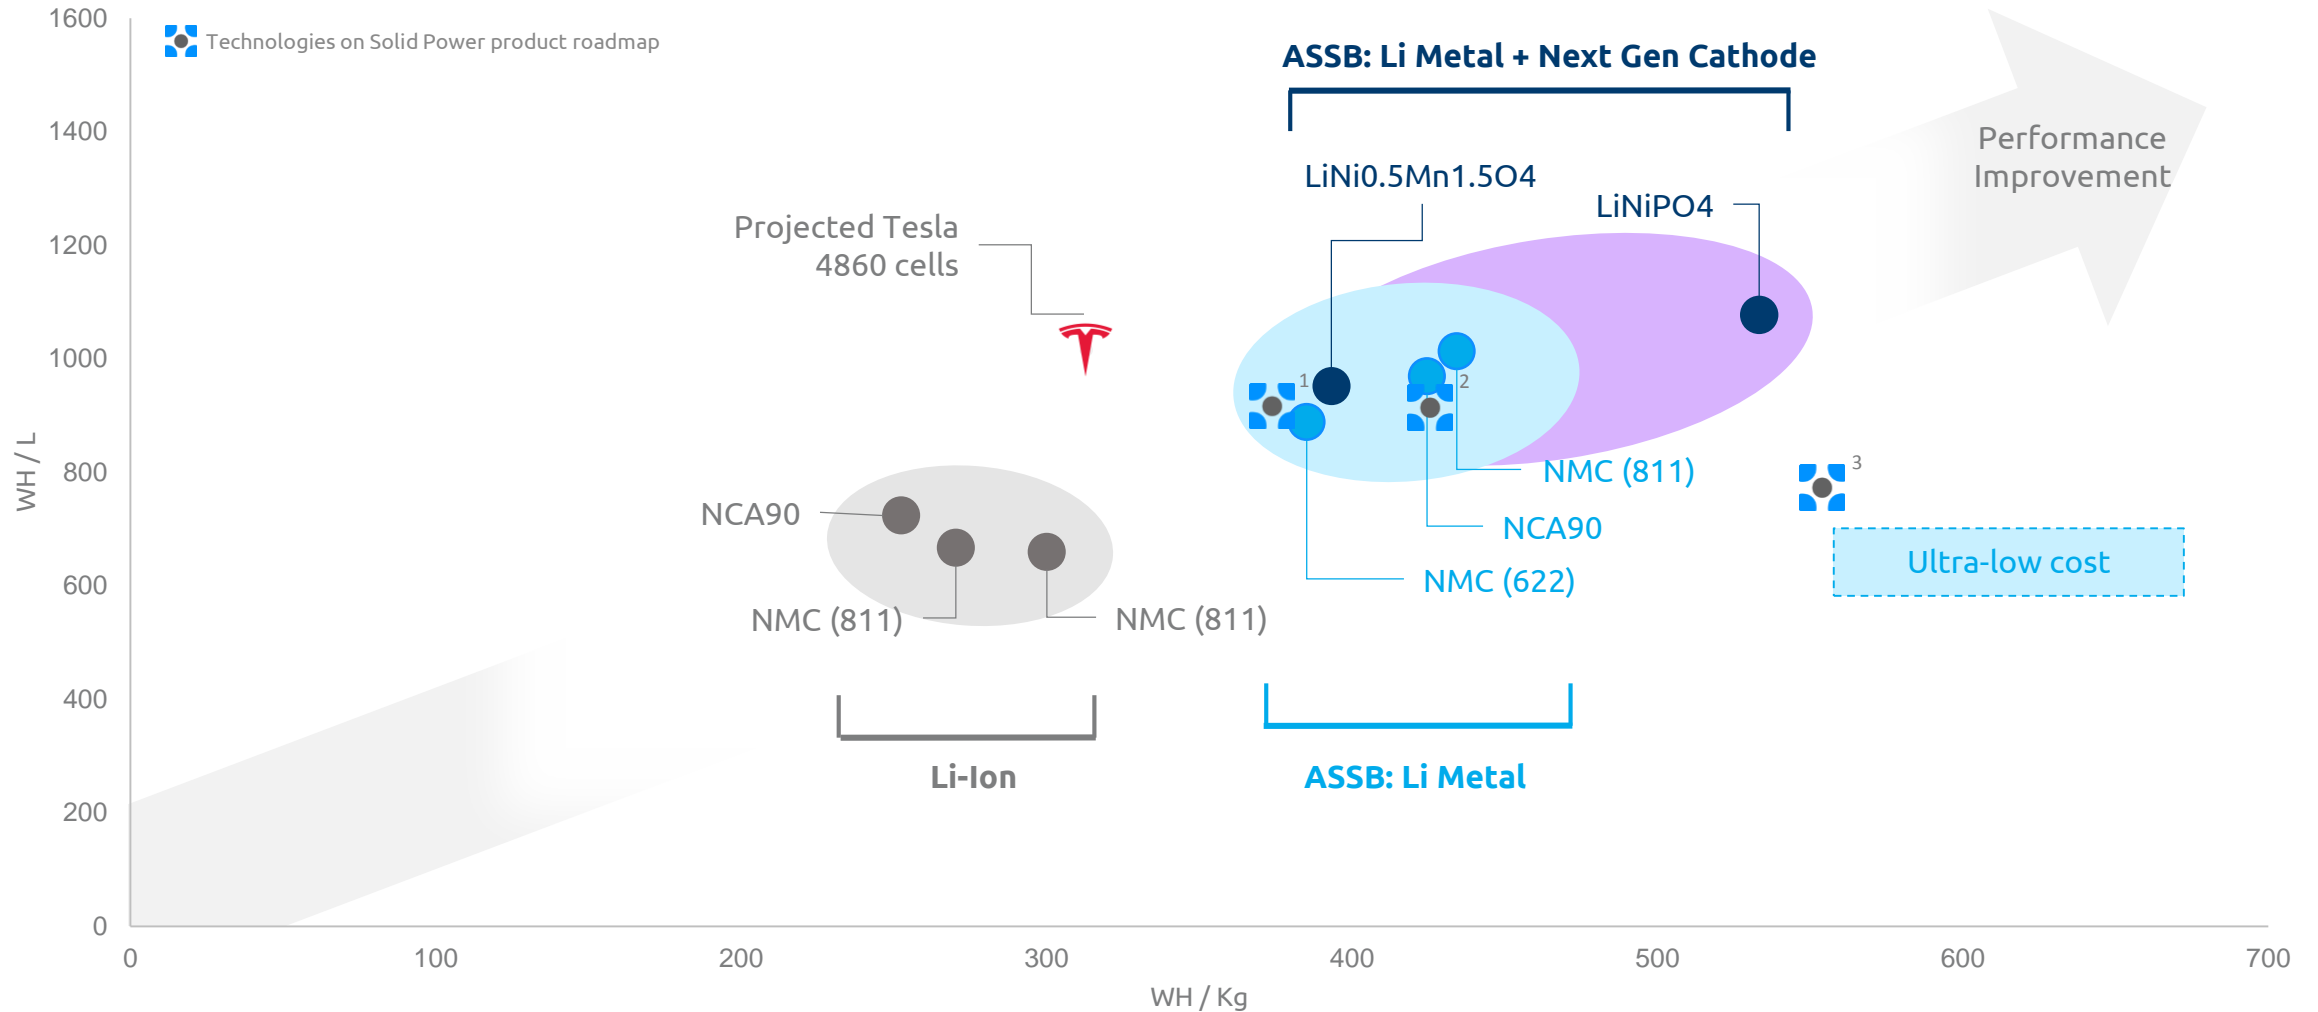 1600
Technologies on Solid Power product roadmap
ASSB: Li Metal + Next Gen Cathode
1400
Performance
Improvement
LiNi0.5Mn1.5O4
LiNiPO4
1200
Projected Tesla
4860 cells
1000
1
2
WH / L
800
NMC (811)
3
NCA90
NCA90
600
Ultra-low cost
NMC (622)
NMC (811)
NMC (811)
400
Li-Ion
ASSB: Li Metal
200
0
0
100
200
300
400
500
600
700
WH / Kg